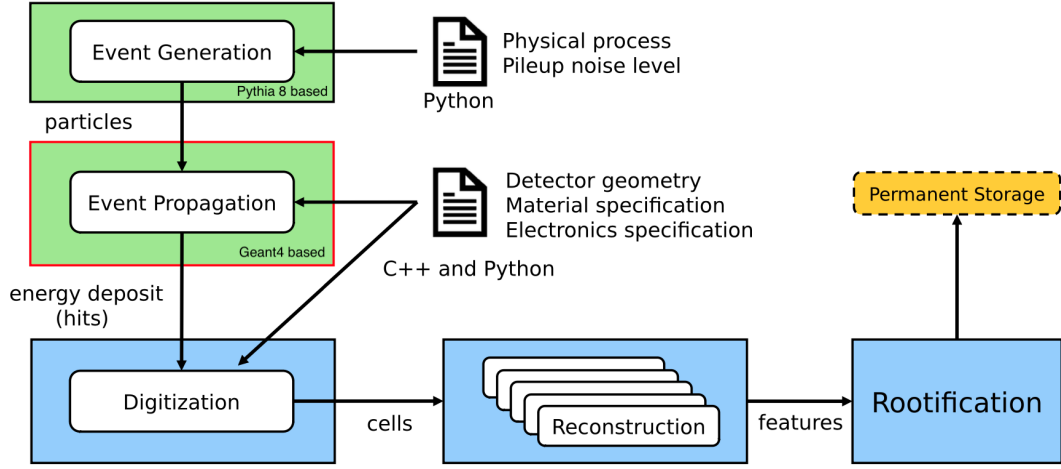 Event Generation
Pythia 8 based
Physical process
Pileup noise level
Python
particles
Event Propagation
Geant4 based
Detector geometry
Material specification
Electronics specification
C++ and Python
Permanent Storage
energy deposit
(hits)
Digitization
cells
Reconstruction
features
Rootification